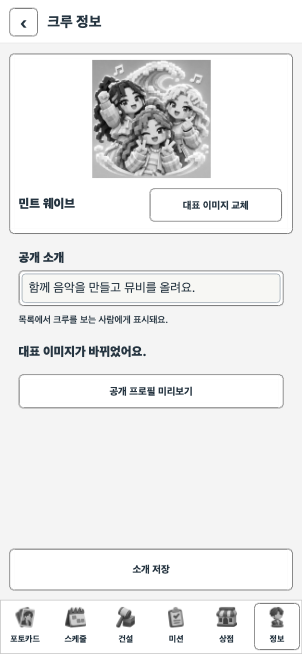 크루 정보
민트 웨이브
대표 이미지 교체
공개 소개
함께 음악을 만들고 뮤비를 올려요.
목록에서 크루를 보는 사람에게 표시돼요.
대표 이미지가 바뀌었어요.
공개 프로필 미리보기
소개 저장
포토카드 스케줄 건설 미션 상점 정보